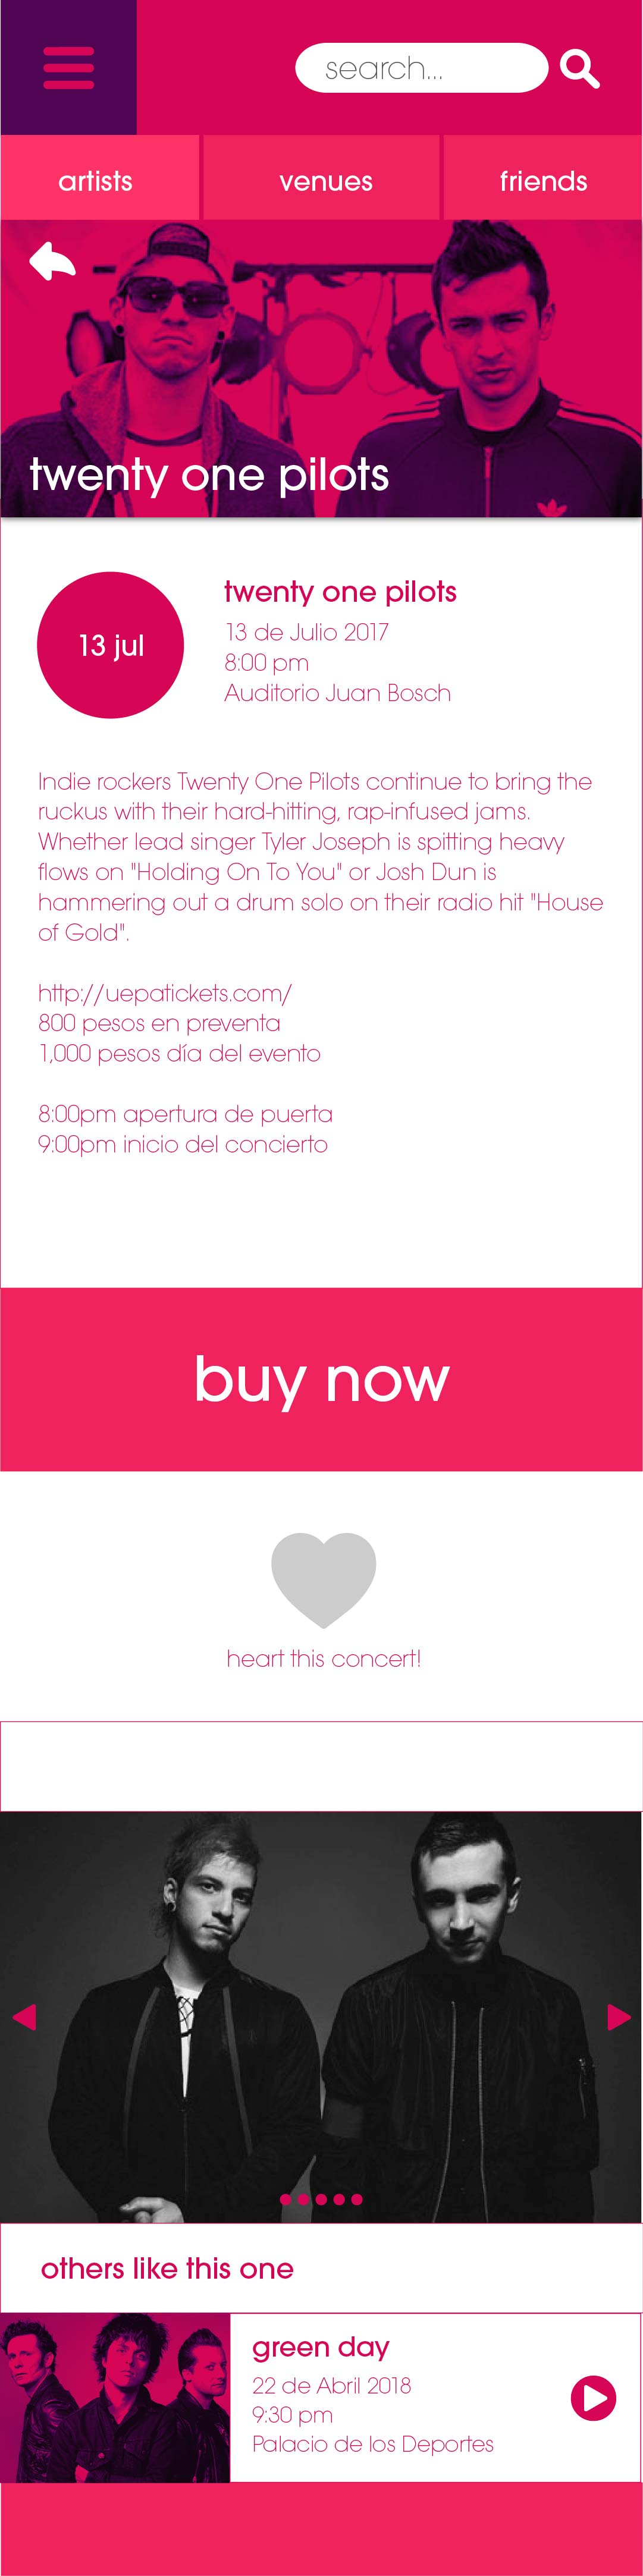 search...
artists
venues
friends
twenty one pilots
13 jul
twenty one pilots
13 de Julio 2017
8:00 pm
Auditorio Juan Bosch
Indie rockers Twenty One Pilots continue to bring the
ruckus with their hard-hitting, rap-infused jams.
Whether lead singer Tyler Joseph is spitting heavy
flows on "Holding On To You" or Josh Dun is
hammering out a drum solo on their radio hit "House
of Gold".
http://uepatickets.com/
800 pesos en preventa
1,000 pesos día del evento
8:00pm apertura de puerta
9:00pm inicio del concierto
buy now
heart this concert!
others like this one
green day
22 de Abril 2018
9:30 pm
Palacio de los Deportes